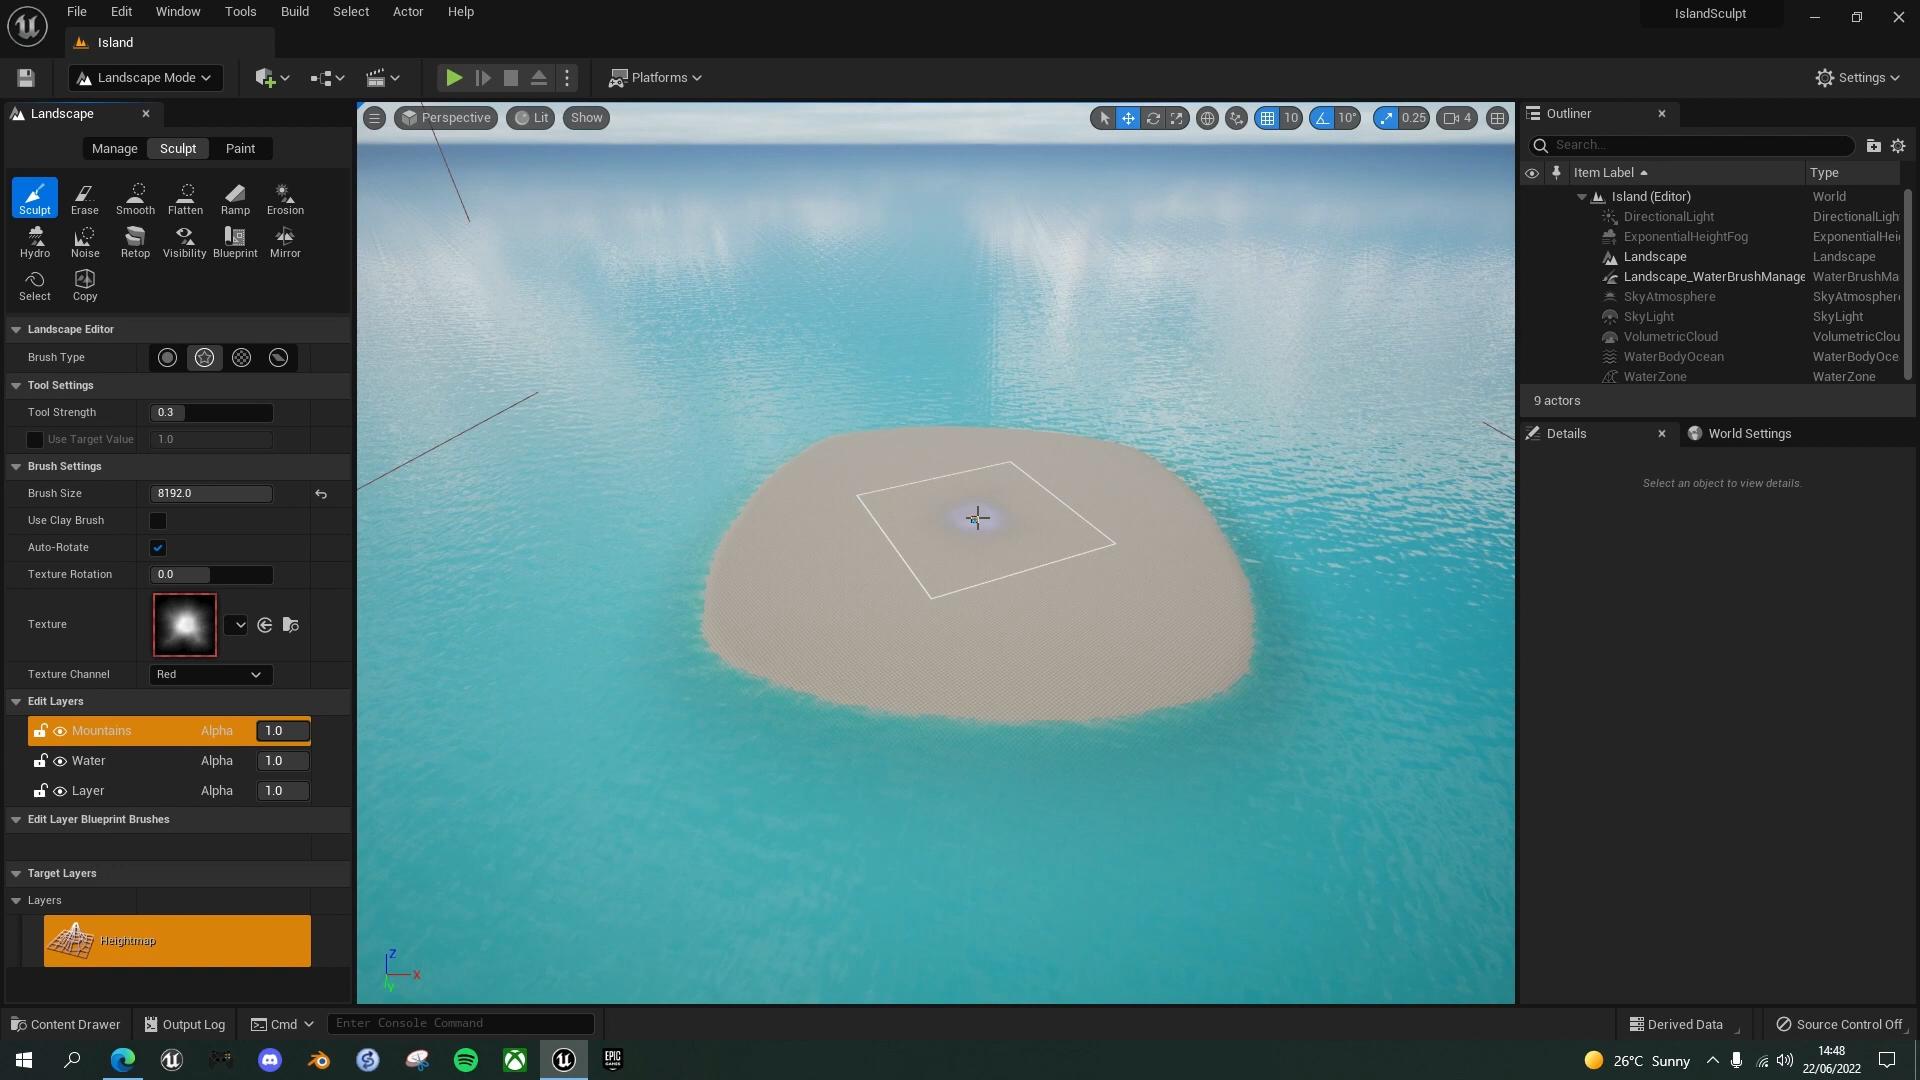 File Edit Window Tools Build Select Actor Help
IslandSculpt
Island
Landscape Mode
Platforms
Settings
Landscape
Manage Sculpt Paint
Sculpt Erase Smooth Flatten Ramp Erosion
Hydro Noise Retop Visibility Blueprint Mirror
Select Copy
Landscape Editor
Brush Type
Tool Settings
Tool Strength 0.3
Use Target Value 1.0
Brush Settings
Brush Size 8192.0
Use Clay Brush
Auto-Rotate
Texture Rotation 0.0
Texture
Texture Channel Red
Edit Layers
Mountains Alpha 1.0
Water Alpha 1.0
Layer Alpha 1.0
Edit Layer Blueprint Brushes
Target Layers
Layers
Heightmap
Perspective Lit Show
10 10° 0.25 4
Z
X
Y
Outliner
Search...
Item Label Type
Island (Editor) World
DirectionalLight DirectionalLigh
ExponentialHeightFog ExponentialHei
Landscape Landscape
Landscape_WaterBrushManage WaterBrushMa
SkyAtmosphere SkyAtmospher
SkyLight SkyLight
VolumetricCloud VolumetricClou
WaterBodyOcean WaterBodyOce
WaterZone WaterZone
9 actors
Details World Settings
Select an object to view details.
Content Drawer Output Log Cmd Enter Console Command
Derived Data Source Control Off
EPIC GAMES
26°C Sunny
14:48
22/06/2022